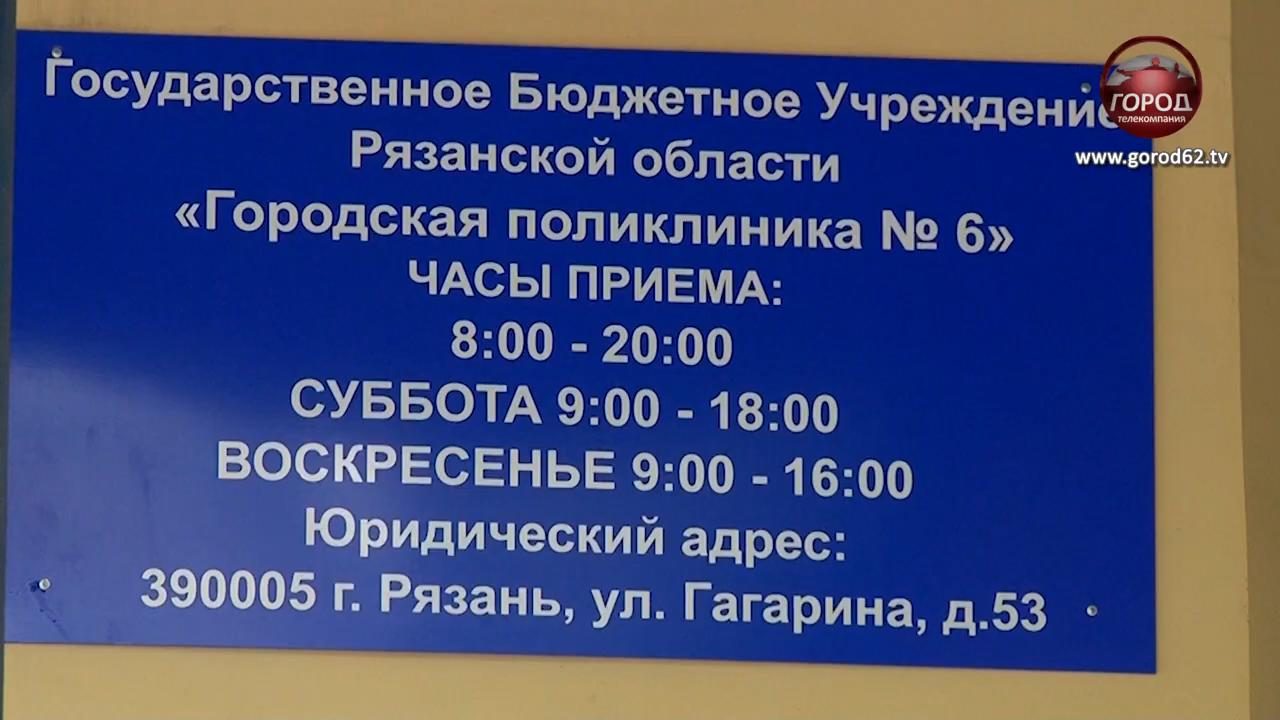 Государственное Бюджетное Учреждение
Рязанской области
«Городская поликлиника № 6»
ЧАСЫ ПРИЕМА:
8:00 - 20:00
СУББОТА 9:00 - 18:00
ВОСКРЕСЕНЬЕ 9:00 - 16:00
Юридический адрес:
390005 г. Рязань, ул. Гагарина, д.53
ГОРОД
телекомпания
www.gorod62.tv